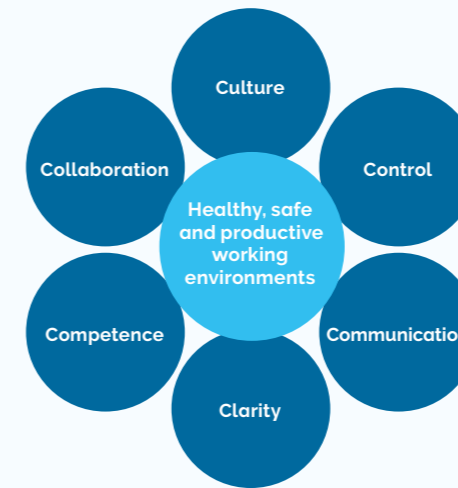 Culture
Collaboration
Control
Healthy, safe
and productive
working
environments
Competence
Communicatio
Clarity